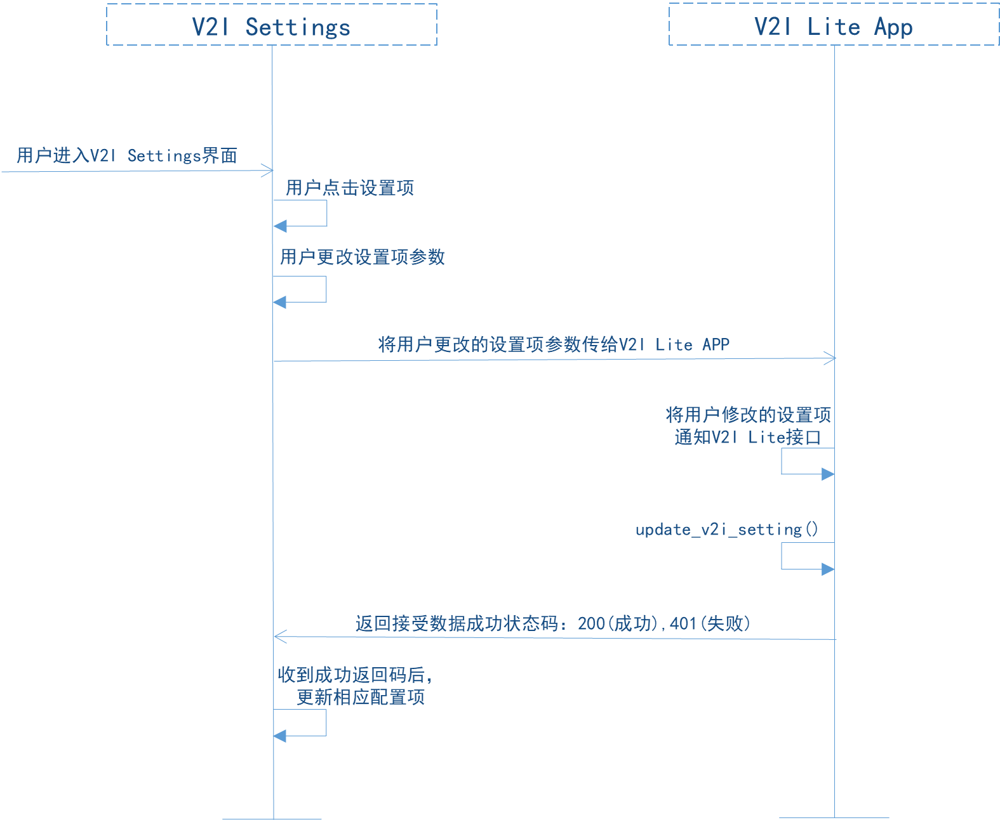 V2I Settings
V2I Lite App
用户进入V2I Settings界面
用户点击设置项
用户更改设置项参数
将用户更改的设置项参数传给V2I Lite APP
将用户修改的设置项
通知V2I Lite接口
update_v2i_setting()
返回接受数据成功状态码：200(成功),401(失败)
收到成功返回码后，
更新相应配置项